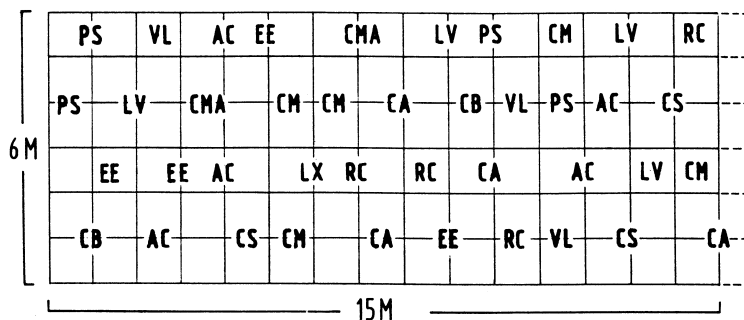 PS VL AC EE CMA LV PS CM LV RC
PS LV CMA CM CM CA CB VL PS AC CS
6M
EE EE AC LX RC RC CA AC LV CM
CB AC CS CM CA EE RC VL CS CA
15M